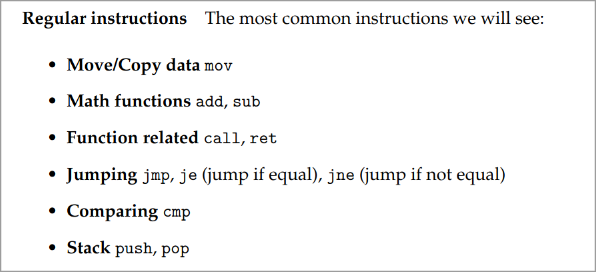 Regular instructions The most common instructions we will see:
• Move/Copy data mov
• Math functions add, sub
• Function related call, ret
• Jumping jmp, je (jump if equal), jne (jump if not equal)
• Comparing cmp
• Stack push, pop